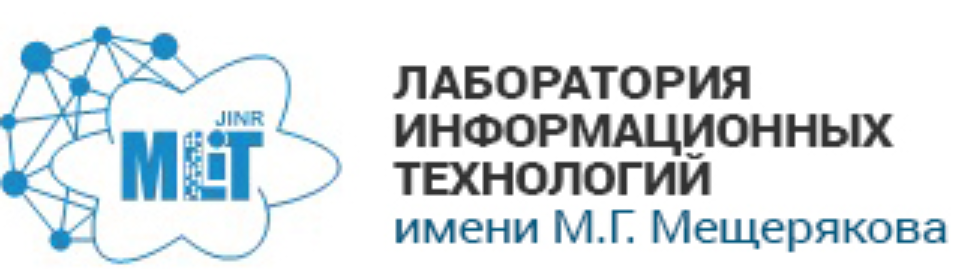 JINR
MLIT
ЛАБОРАТОРИЯ
ИНФОРМАЦИОННЫХ
ТЕХНОЛОГИЙ
имени М.Г. Мещерякова